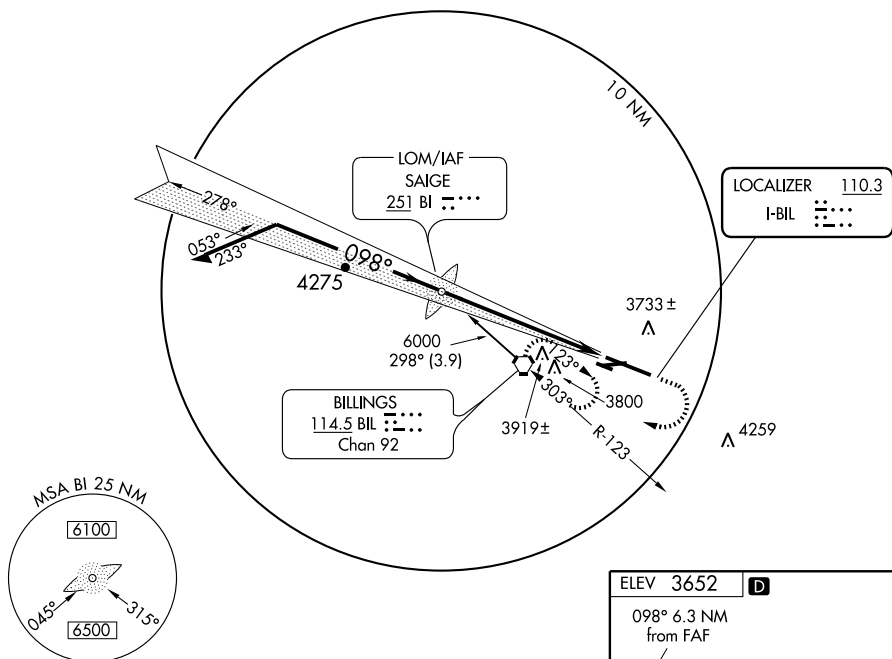 10 NM
LOM/IAF
SAIGE
251 BI
LOCALIZER 110.3
I-BIL
278°
053°
233°
098°
4275
3733±
6000
298° (3.9)
123°
303°
3800
3919±
R-123
4259
BILLINGS
114.5 BIL
Chan 92
MSA BI 25 NM
6100
045°
315°
6500
ELEV 3652 D
098° 6.3 NM
from FAF